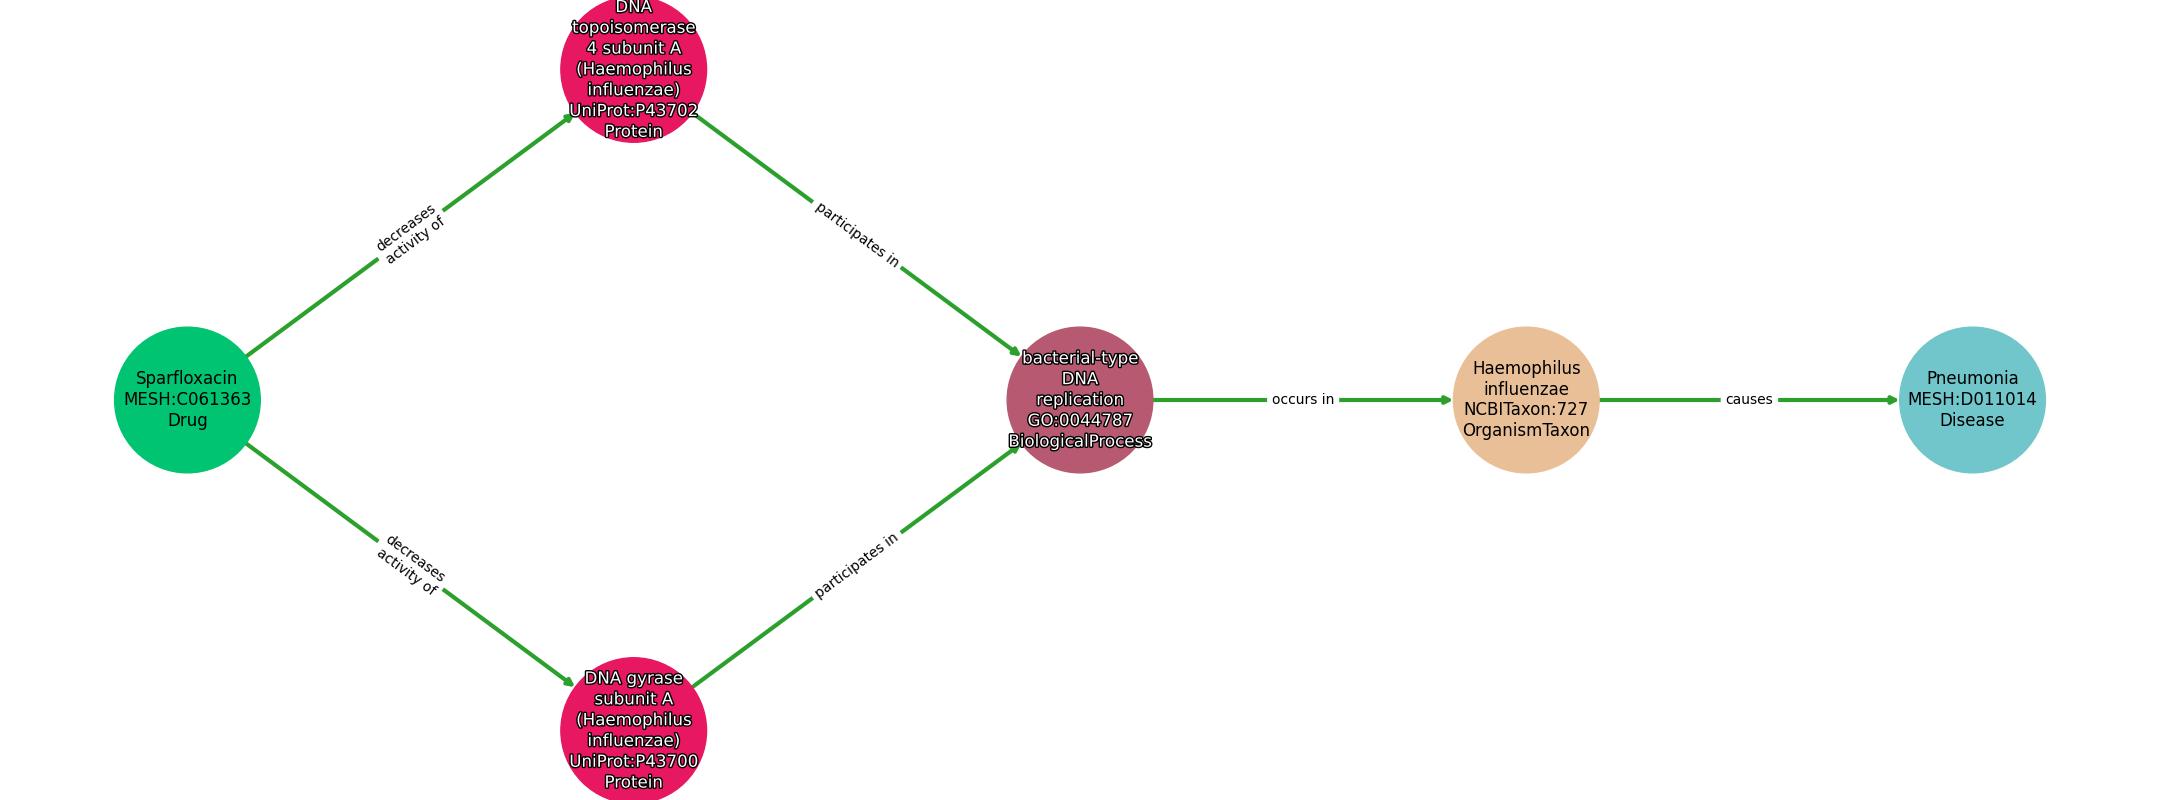 DNA
topoisomerase
4 subunit A
(Haemophilus
influenzae)
UniProt:P43702
Protein
decreases
activity of
participates in
Sparfloxacin
MESH:C061363
Drug
bacterial-type
DNA
replication
GO:0044787
BiologicalProcess
occurs in
Haemophilus
influenzae
NCBITaxon:727
OrganismTaxon
causes
Pneumonia
MESH:D011014
Disease
decreases
activity of
participates in
DNA gyrase
subunit A
(Haemophilus
influenzae)
UniProt:P43700
Protein